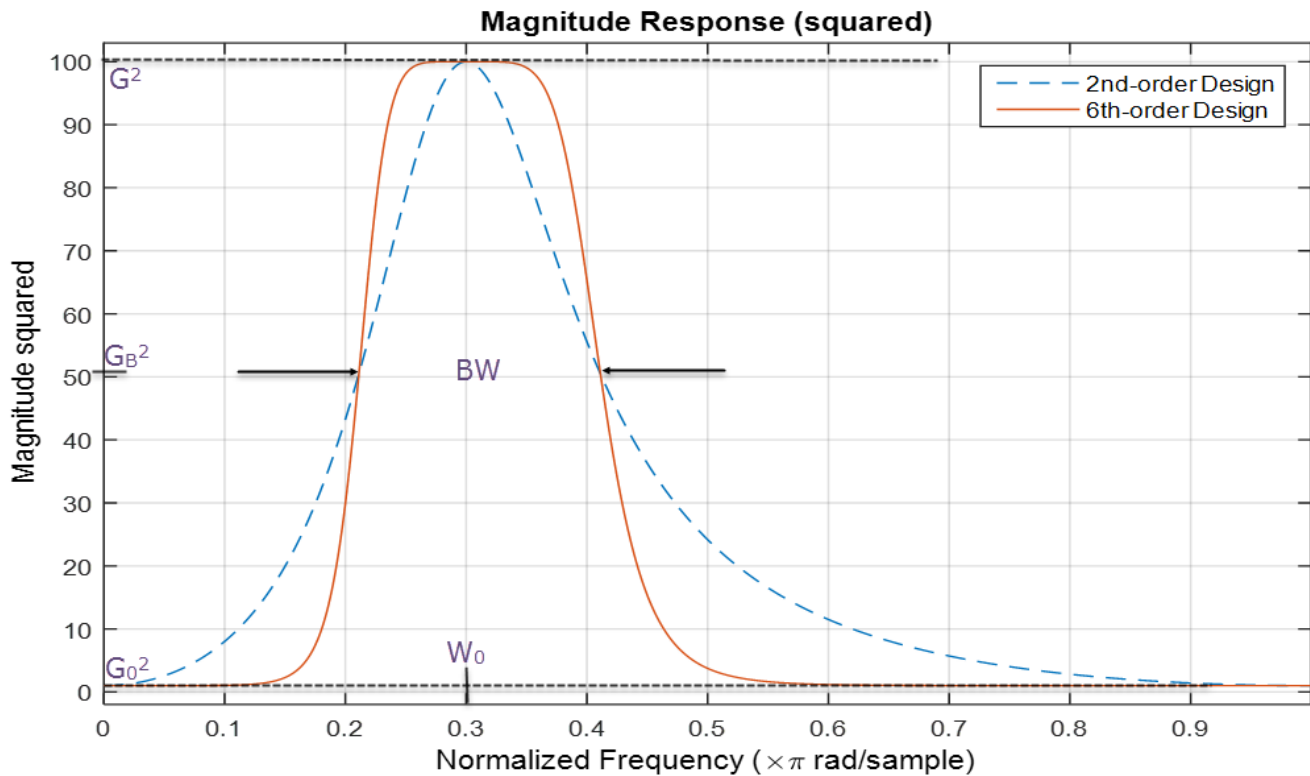 Magnitude Response (squared)
100
G²
90
80
70
60
G_B²
50
40
30
20
10
G₀²
0
Magnitude squared
2nd-order Design
6th-order Design
BW
W₀
0
0.1
0.2
0.3
0.4
0.5
0.6
0.7
0.8
0.9
Normalized Frequency (×π rad/sample)